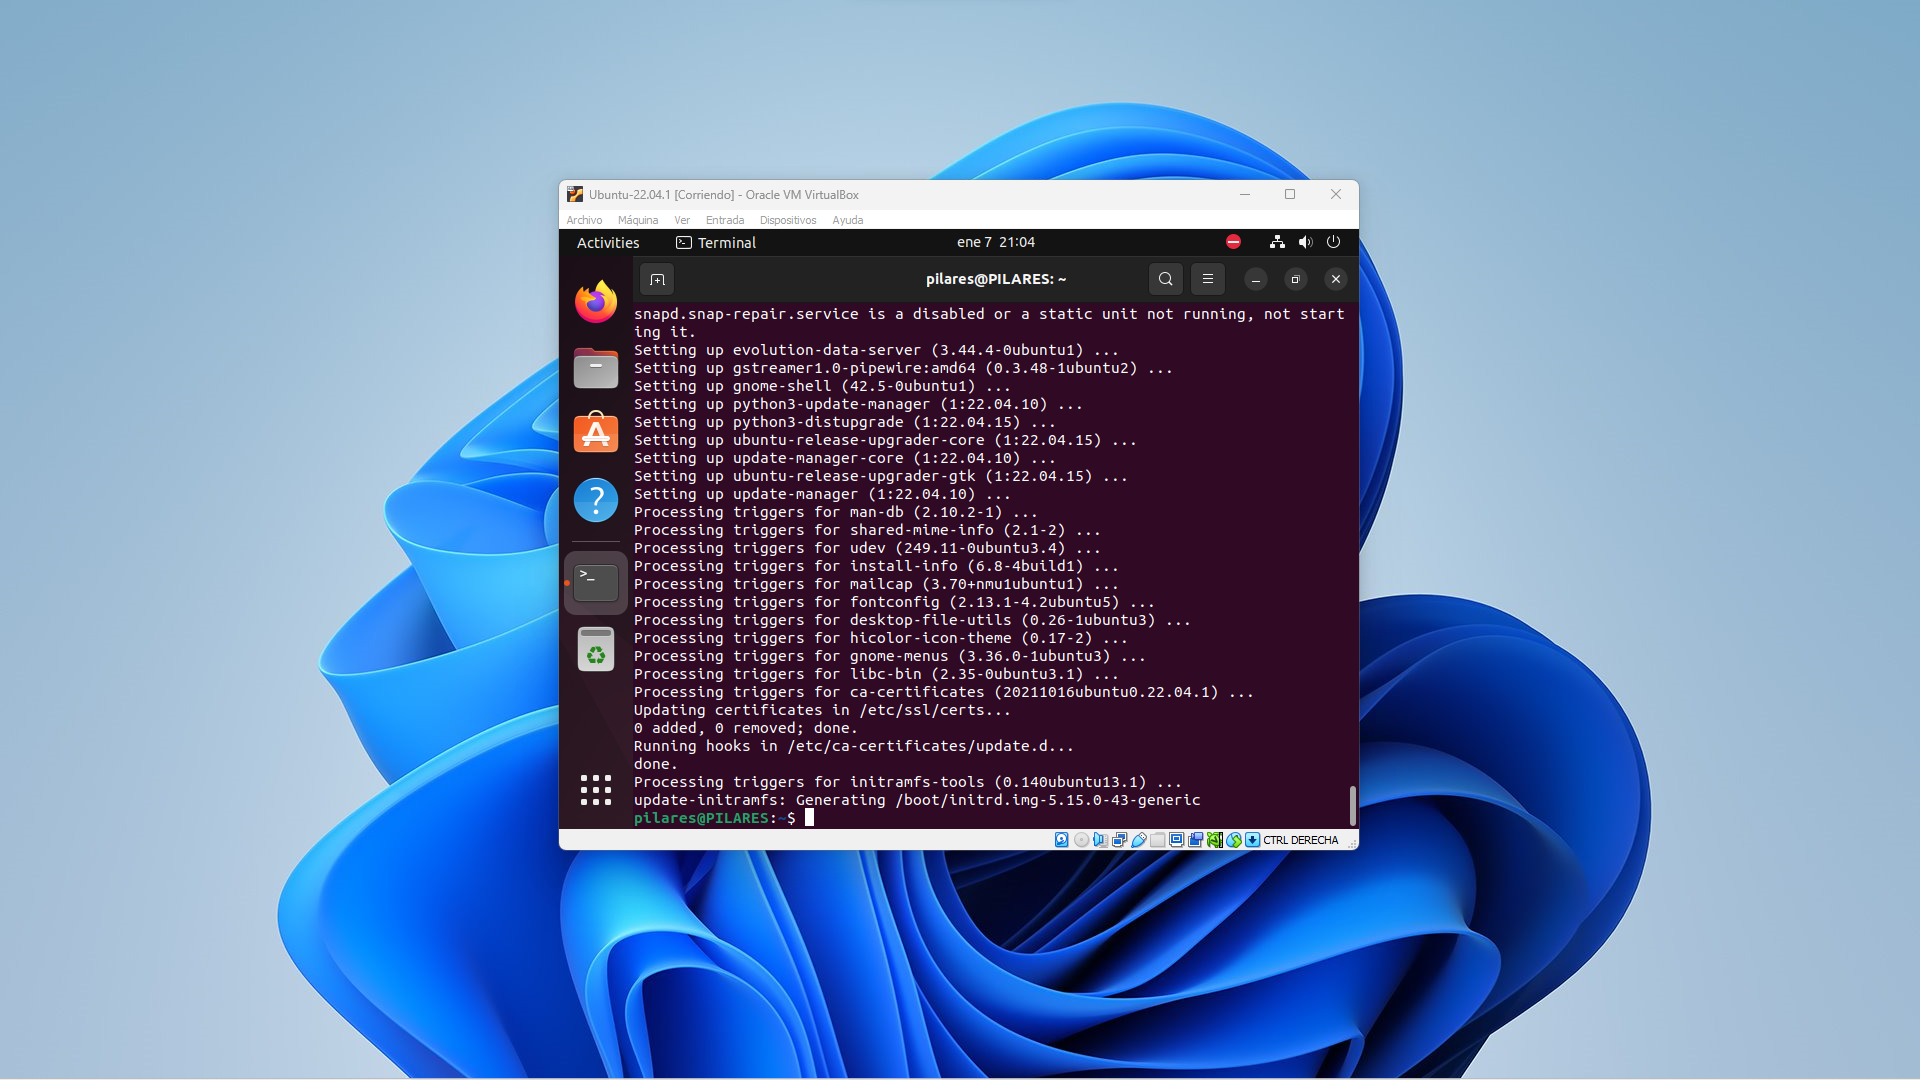 Ubuntu-22.04.1 [Corriendo] - Oracle VM VirtualBox
Archivo Máquina Ver Entrada Dispositivos Ayuda
Activities Terminal ene 7 21:04
pilares@PILARES: ~
snapd.snap-repair.service is a disabled or a static unit not running, not start
ing it.
Setting up evolution-data-server (3.44.4-0ubuntu1) ...
Setting up gstreamer1.0-pipewire:amd64 (0.3.48-1ubuntu2) ...
Setting up gnome-shell (42.5-0ubuntu1) ...
Setting up python3-update-manager (1:22.04.10) ...
Setting up python3-distupgrade (1:22.04.15) ...
Setting up ubuntu-release-upgrader-core (1:22.04.15) ...
Setting up update-manager-core (1:22.04.10) ...
Setting up ubuntu-release-upgrader-gtk (1:22.04.15) ...
Setting up update-manager (1:22.04.10) ...
Processing triggers for man-db (2.10.2-1) ...
Processing triggers for shared-mime-info (2.1-2) ...
Processing triggers for udev (249.11-0ubuntu3.4) ...
Processing triggers for install-info (6.8-4build1) ...
Processing triggers for mailcap (3.70+nmu1ubuntu1) ...
Processing triggers for fontconfig (2.13.1-4.2ubuntu5) ...
Processing triggers for desktop-file-utils (0.26-1ubuntu3) ...
Processing triggers for hicolor-icon-theme (0.17-2) ...
Processing triggers for gnome-menus (3.36.0-1ubuntu3) ...
Processing triggers for libc-bin (2.35-0ubuntu3.1) ...
Processing triggers for ca-certificates (20211016ubuntu0.22.04.1) ...
Updating certificates in /etc/ssl/certs...
0 added, 0 removed; done.
Running hooks in /etc/ca-certificates/update.d...
done.
Processing triggers for initramfs-tools (0.140ubuntu13.1) ...
update-initramfs: Generating /boot/initrd.img-5.15.0-43-generic
pilares@PILARES:~$
CTRL DERECHA